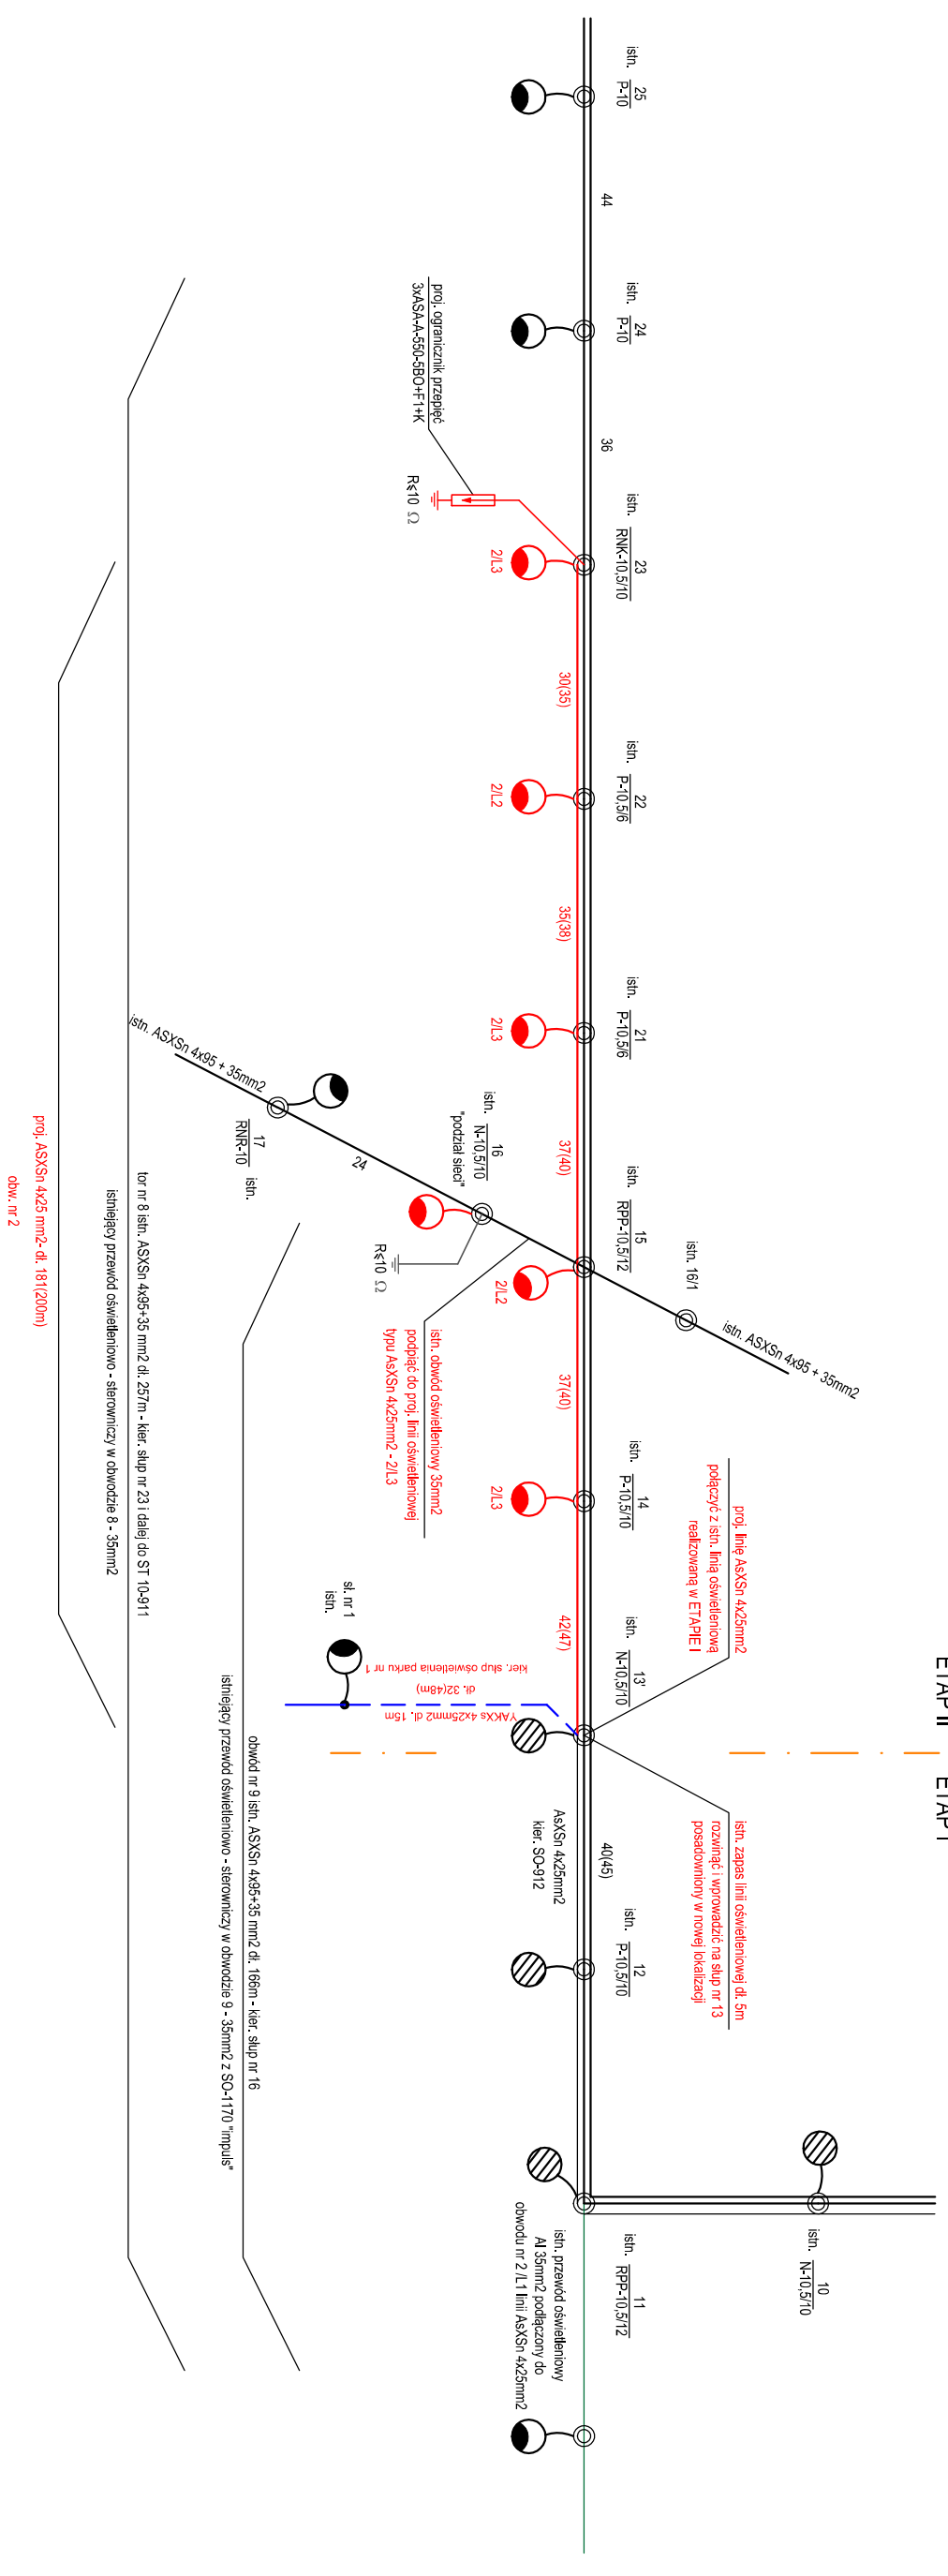 ETAP II
ETAP I
istn.
25
P-10
44
istn.
24
P-10
36
istn.
23
RNK-10,5/10
istn.
22
P-10,5/6
istn.
21
P-10,5/6
istn.
15
RPP-10,5/12
istn. 16/1
istn. ASXSn 4x95 + 35mm2
istn.
14
P-10,5/10
istn.
13'
N-10,5/10
40(45)
istn.
12
P-10,5/10
istn.
11
RPP-10,5/12
istn.
10
N-10,5/10
proj. linię AsXSn 4x25mm2
połączyć z istn. linią oświetleniową
realizowaną w ETAPIE I
istn. zapas linii oświetleniowej dł. 5m
rozwinąć i wprowadzić na słup nr 13
posadowniony w nowej lokalizacji
30(35)
35(38)
37(40)
37(40)
42(47)
2/L3
2/L2
2/L3
2/L2
2/L3
proj. ogranicznik przepięć
3xASA-A-550-5BO+F1+K
R≤10 Ω
istn.
16
N-10,5/10
"podział sieci"
R≤10 Ω
24
17
RNR-10
istn.
istn. ASXSn 4x95 + 35mm2
istn. obwód oświetleniowy 35mm2
podpiąć do proj. linii oświetleniowej
typu AsXSn 4x25mm2 - 2/L3
sł. nr 1
istn.
YAKXs 4x25mm2 dl. 15m
dł. 32(48m)
kier. słup oświetlenia parku nr 1
AsXSn 4x25mm2
kier. SO-912
istn. przewód oświetleniowy
Al 35mm2 podłączony do
obwodu nr 2 /L1 linii AsXSn 4x25mm2
obwód nr 9 istn. ASXSn 4x95+35 mm2 dł. 166m - kier. słup nr 16
istniejący przewód oświetleniowo - sterowniczy w obwodzie 9 - 35mm2 z SO-1170 "impuls"
tor nr 8 istn. ASXSn 4x95+35 mm2 dł. 257m - kier. słup nr 23 i dalej do ST 10-911
istniejący przewód oświetleniowo - sterowniczy w obwodzie 8 - 35mm2
proj. ASXSn 4x25 mm2- dł. 181(200m)
obw. nr 2